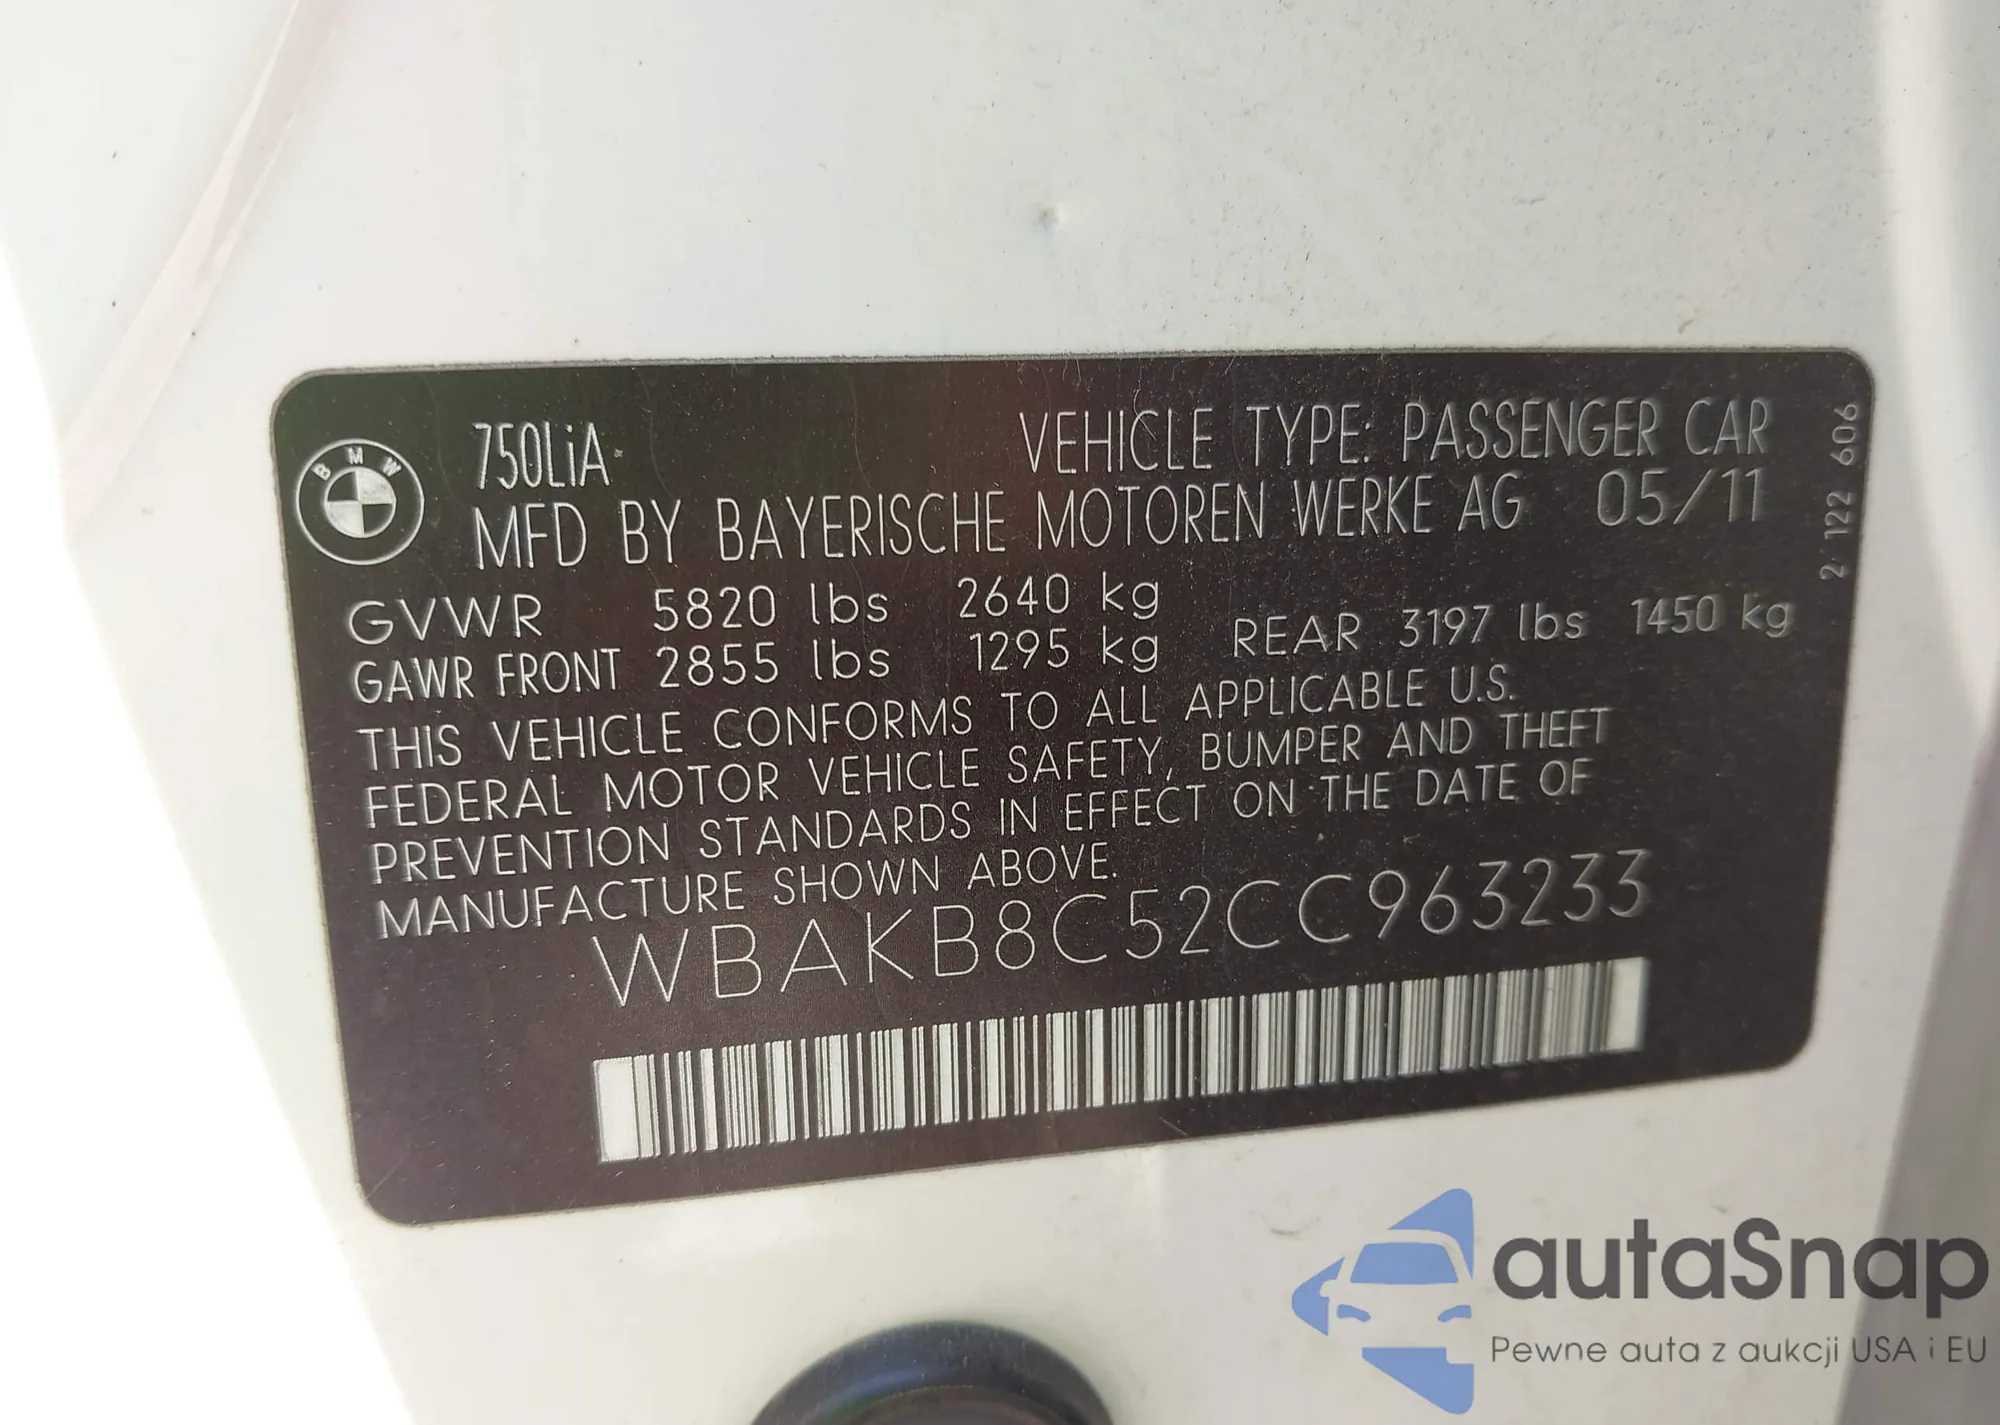 BMW
750LiA
VEHICLE TYPE: PASSENGER CAR
MFD BY BAYERISCHE MOTOREN WERKE AG 05/11
GVWR 5820 lbs 2640 kg
GAWR FRONT 2855 lbs 1295 kg REAR 3197 lbs 1450 kg
THIS VEHICLE CONFORMS TO ALL APPLICABLE U.S.
FEDERAL MOTOR VEHICLE SAFETY, BUMPER AND THEFT
PREVENTION STANDARDS IN EFFECT ON THE DATE OF
MANUFACTURE SHOWN ABOVE.
WBAKB8C52CC963233
2 122 606
autaSnap
Pewne auta z aukcji USA i EU